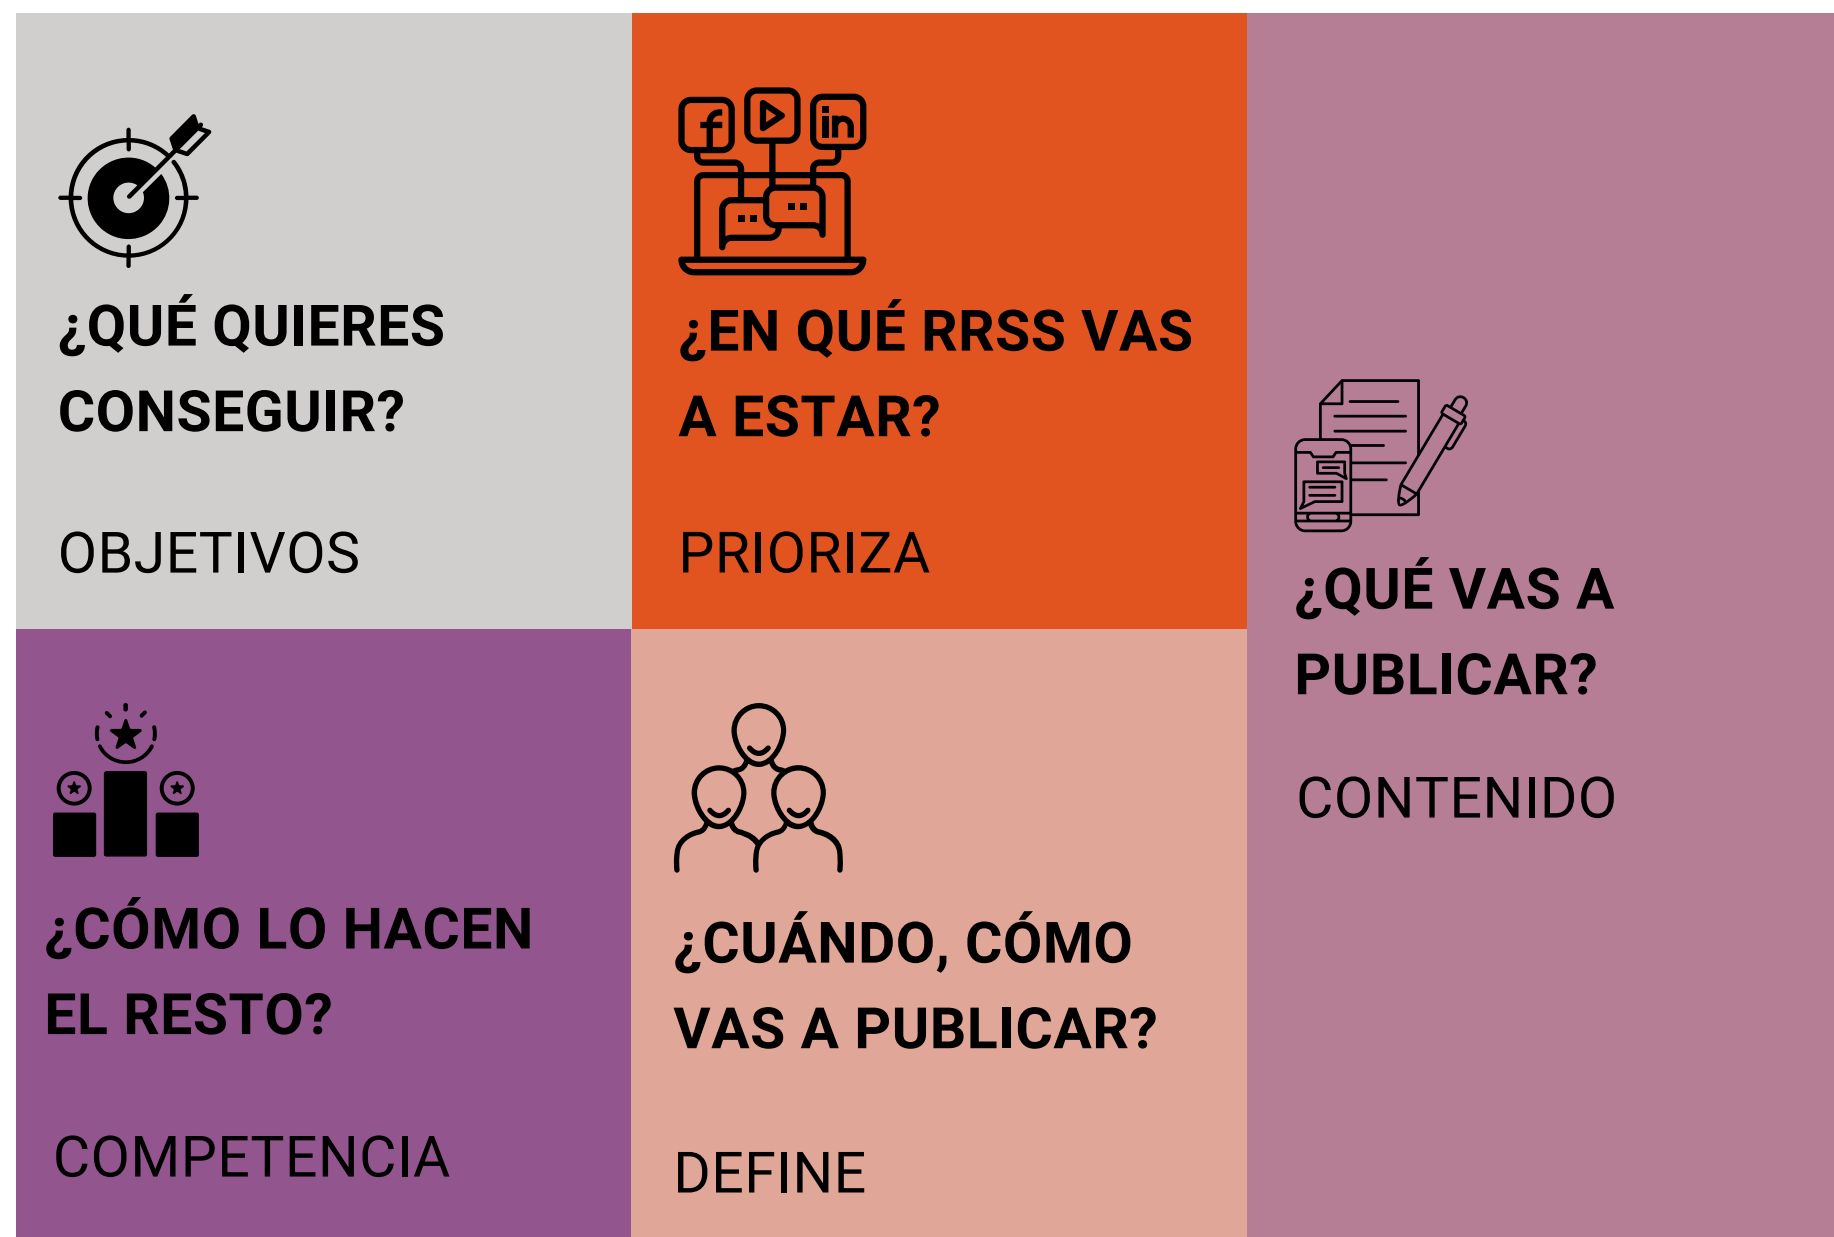 ¿QUÉ QUIERES
CONSEGUIR?
OBJETIVOS
f
in
¿EN QUÉ RRSS VAS
A ESTAR?
PRIORIZA
¿CÓMO LO HACEN
EL RESTO?
COMPETENCIA
¿CUÁNDO, CÓMO
VAS A PUBLICAR?
DEFINE
¿QUÉ VAS A
PUBLICAR?
CONTENIDO